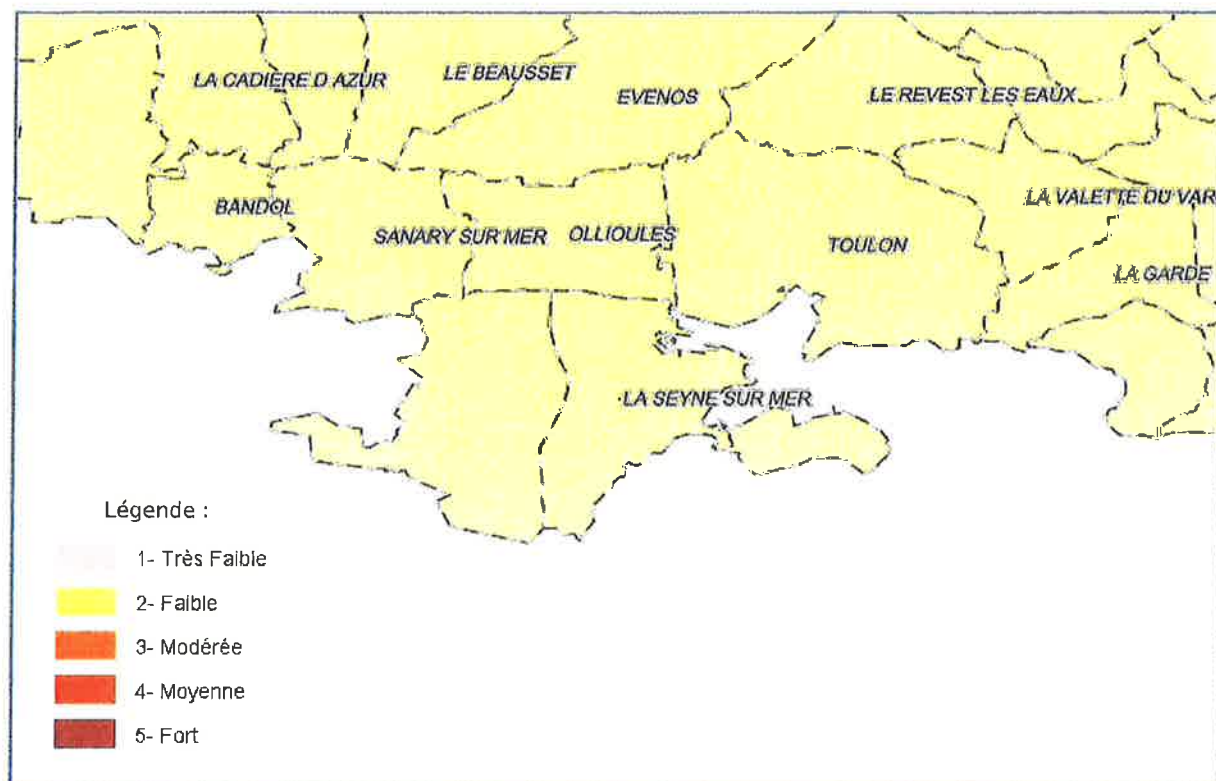 LA CADIERE D AZUR
LE BEAUSSET
EVENOS
LE REVEST LES EAUX
BANDOL
SANARY SUR MER
OLLIOULES
TOULON
LA VALETTE DU VAR
LA GARDE
LA SEYNE SUR MER
Légende :
1- Très Faible
2- Faible
3- Modérée
4- Moyenne
5- Fort